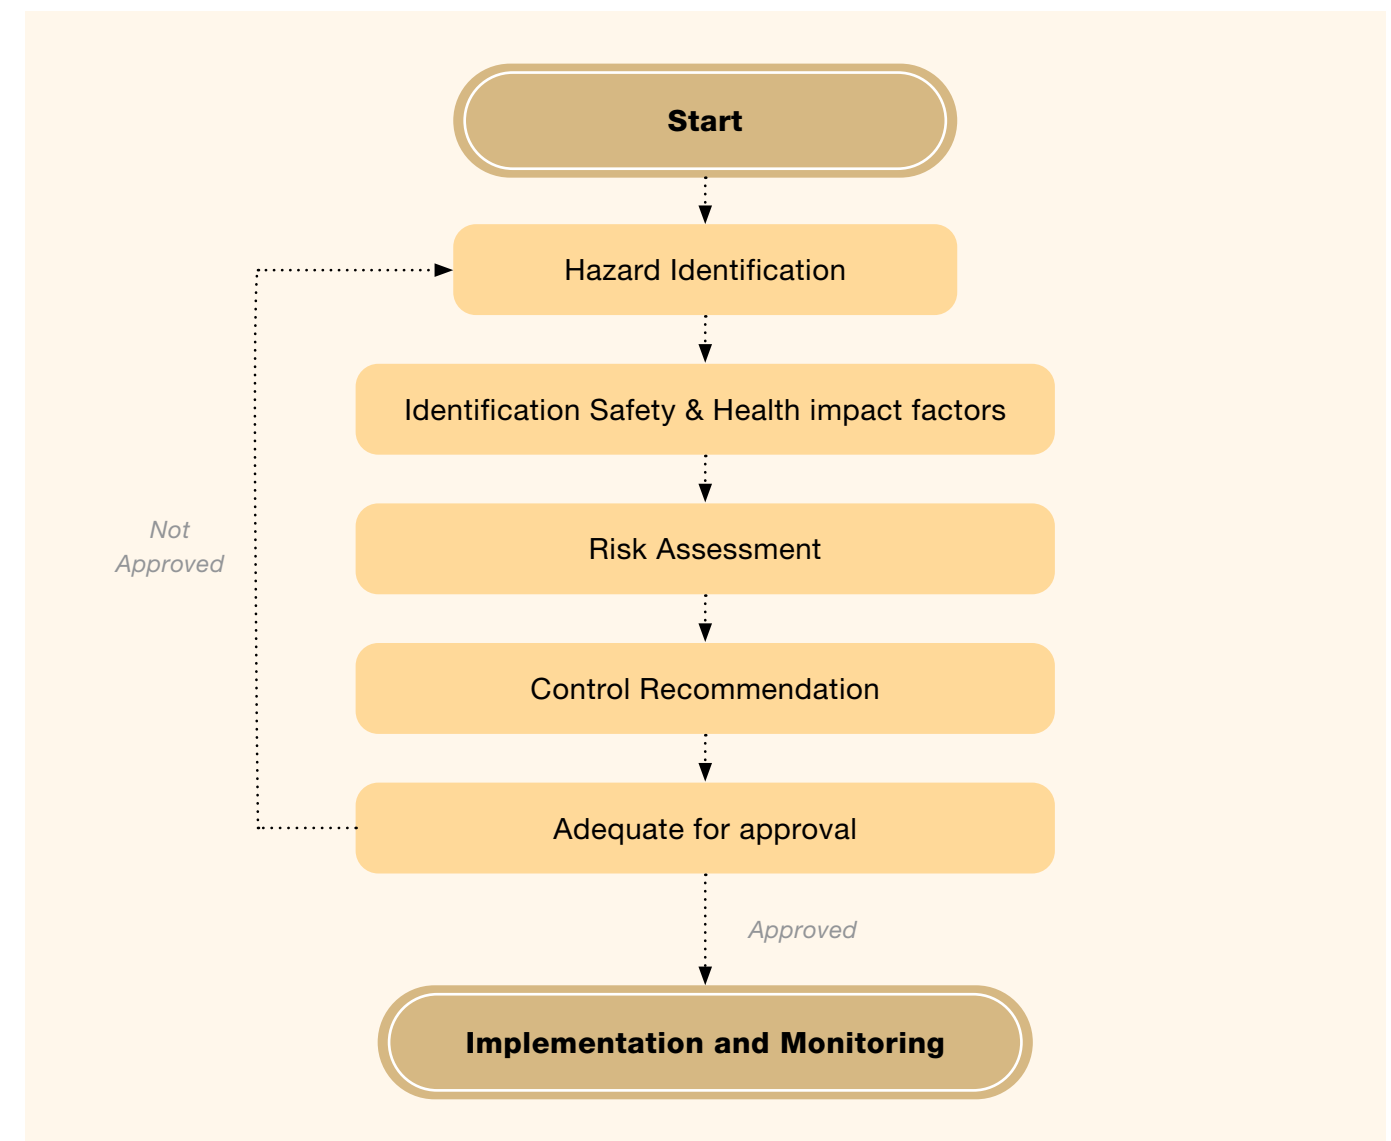 Start
Hazard Identification
Identification Safety & Health impact factors
Risk Assessment
Not
Approved
Control Recommendation
Adequate for approval
Approved
Implementation and Monitoring